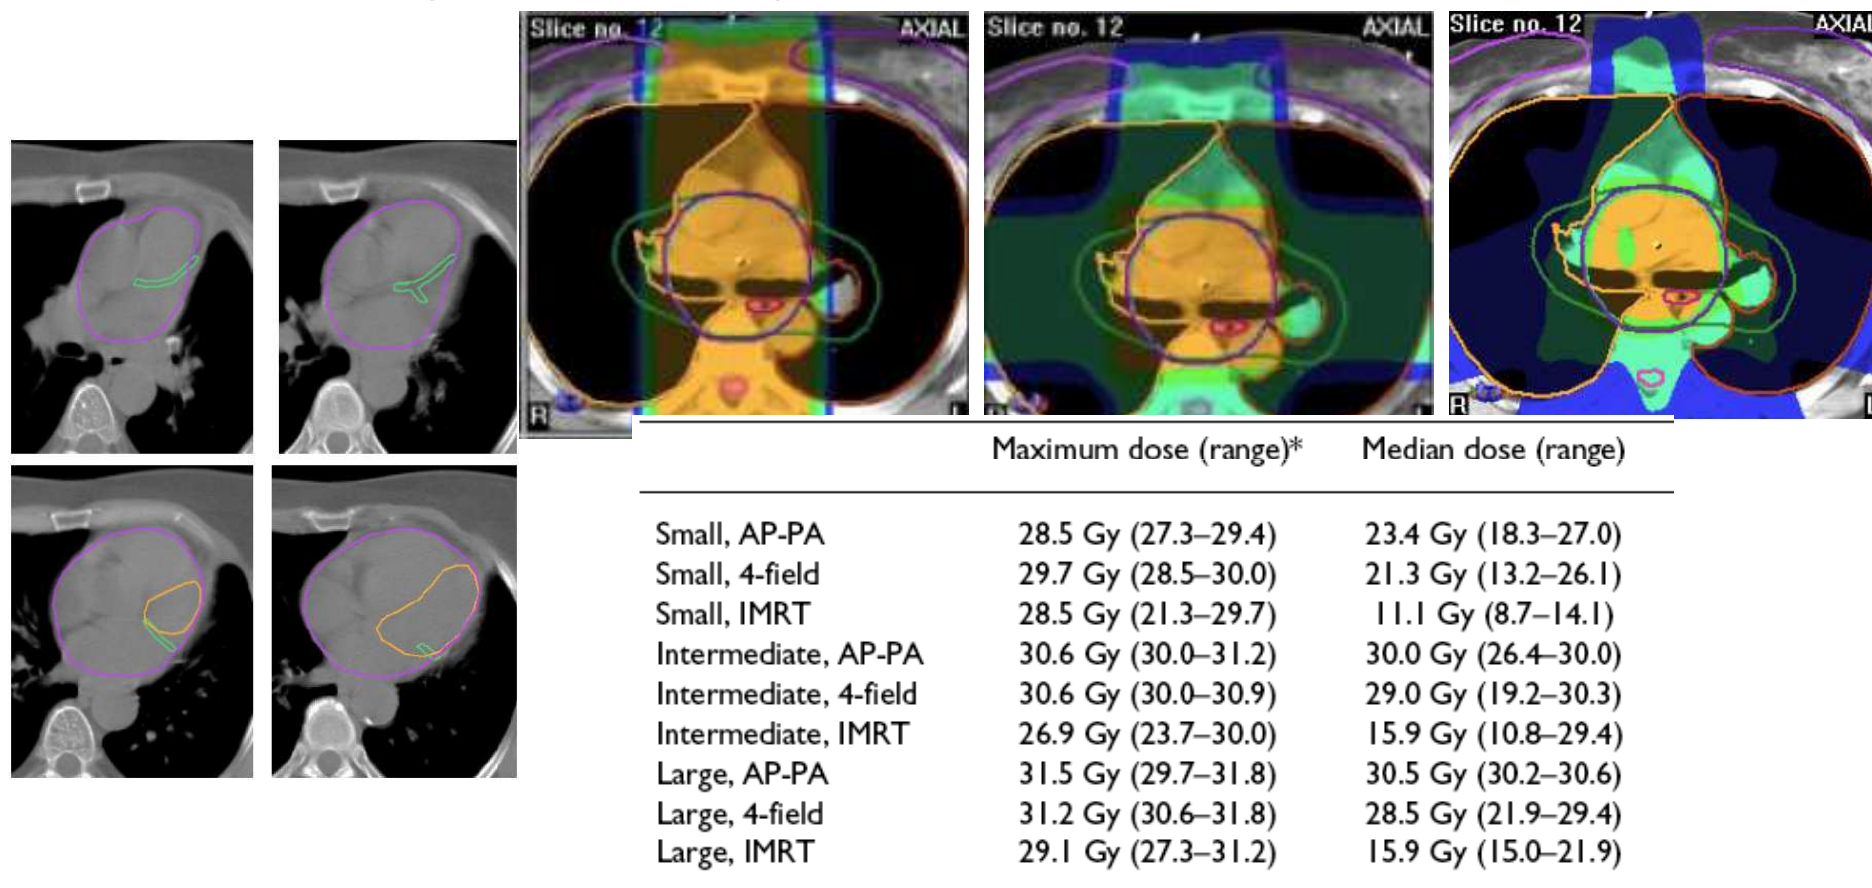 Slice no. 12 AXIAL
Slice no. 12 AXIAL
Slice no. 12 AXIAL
R L
R
Maximum dose (range)* Median dose (range)
Small, AP-PA 28.5 Gy (27.3–29.4) 23.4 Gy (18.3–27.0)
Small, 4-field 29.7 Gy (28.5–30.0) 21.3 Gy (13.2–26.1)
Small, IMRT 28.5 Gy (21.3–29.7) 11.1 Gy (8.7–14.1)
Intermediate, AP-PA 30.6 Gy (30.0–31.2) 30.0 Gy (26.4–30.0)
Intermediate, 4-field 30.6 Gy (30.0–30.9) 29.0 Gy (19.2–30.3)
Intermediate, IMRT 26.9 Gy (23.7–30.0) 15.9 Gy (10.8–29.4)
Large, AP-PA 31.5 Gy (29.7–31.8) 30.5 Gy (30.2–30.6)
Large, 4-field 31.2 Gy (30.6–31.8) 28.5 Gy (21.9–29.4)
Large, IMRT 29.1 Gy (27.3–31.2) 15.9 Gy (15.0–21.9)